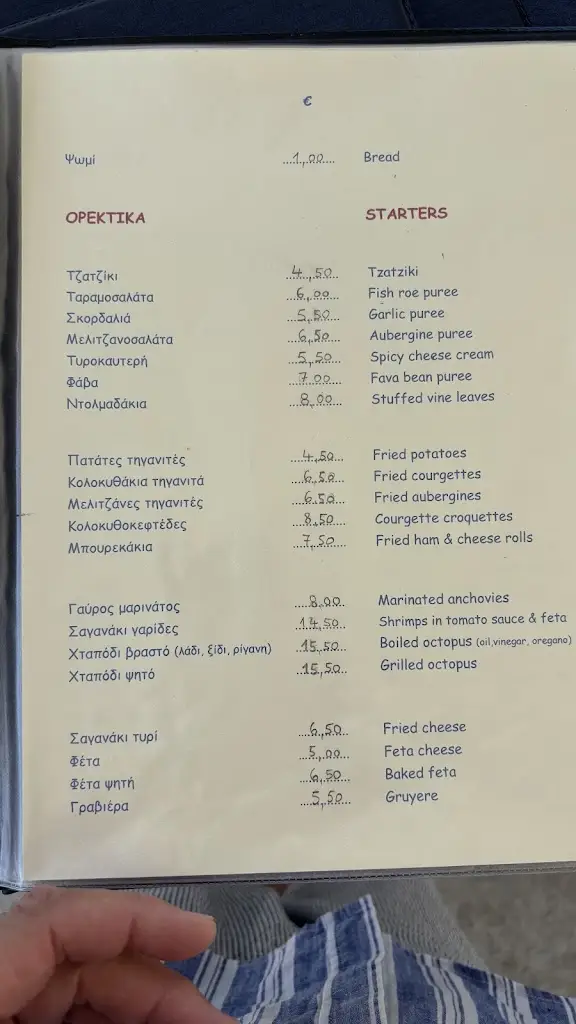 €
Ψωμί ...1,00... Bread
ΟΡΕΚΤΙΚΑ STARTERS
Τζατζίκι 4,50 Tzatziki
Ταραμοσαλάτα 6,00 Fish roe puree
Σκορδαλιά 5,50 Garlic puree
Μελιτζανοσαλάτα 6,50 Aubergine puree
Τυροκαυτερή 5,50 Spicy cheese cream
Φάβα 7,00 Fava bean puree
Ντολμαδάκια 8,00 Stuffed vine leaves
Πατάτες τηγανιτές 4,50 Fried potatoes
Κολοκυθάκια τηγανιτά 6,50 Fried courgettes
Μελιτζάνες τηγανιτές 6,50 Fried aubergines
Κολοκυθοκεφτέδες 8,50 Courgette croquettes
Μπουρεκάκια 7,50 Fried ham & cheese rolls
Γαύρος μαρινάτος 8,00 Marinated anchovies
Σαγανάκι γαρίδες 14,50 Shrimps in tomato sauce & feta
Χταπόδι βραστό (λάδι, ξίδι, ρίγανη) 15,50 Boiled octopus (oil,vinegar, oregano)
Χταπόδι ψητό 15,50 Grilled octopus
Σαγανάκι τυρί 6,50 Fried cheese
Φέτα 5,00 Feta cheese
Φέτα ψητή 6,50 Baked feta
Γραβιέρα 5,50 Gruyere